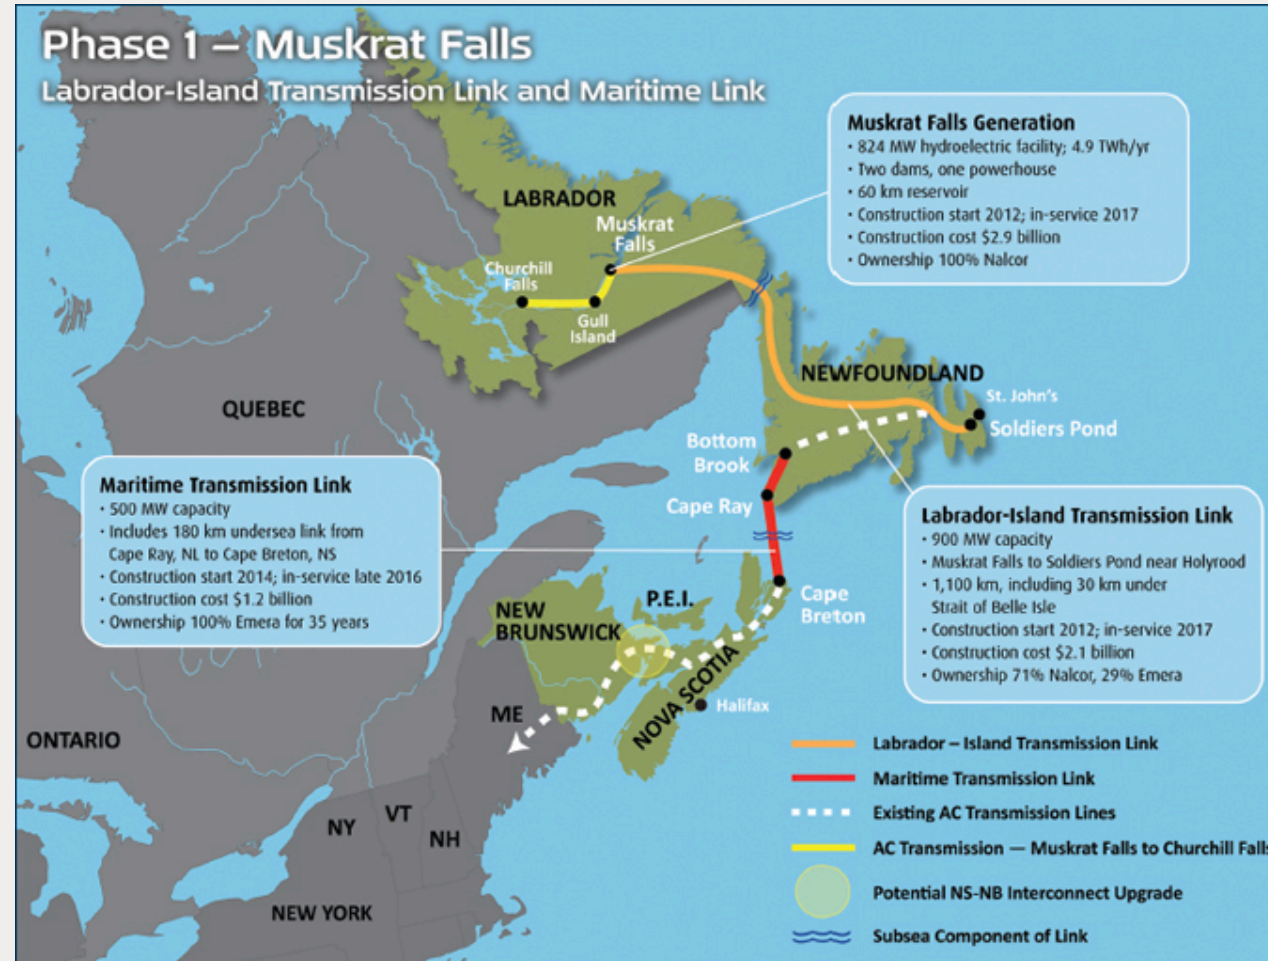 Phase 1 – Muskrat Falls
Labrador-Island Transmission Link and Maritime Link
Muskrat Falls Generation
· 824 MW hydroelectric facility; 4.9 TWh/yr
· Two dams, one powerhouse
· 60 km reservoir
· Construction start 2012; in-service 2017
· Construction cost $2.9 billion
· Ownership 100% Nalcor
LABRADOR
Muskrat
Falls
Churchill
Falls
Gull
Island
NEWFOUNDLAND
St. John's
Soldiers Pond
QUEBEC
Bottom
Brook
Cape Ray
Maritime Transmission Link
· 500 MW capacity
· Includes 180 km undersea link from
Cape Ray, NL to Cape Breton, NS
· Construction start 2014; in-service late 2016
· Construction cost $1.2 billion
· Ownership 100% Emera for 35 years
Labrador-Island Transmission Link
· 900 MW capacity
· Muskrat Falls to Soldiers Pond near Holyrood
· 1,100 km, including 30 km under
Strait of Belle Isle
· Construction start 2012; in-service 2017
· Construction cost $2.1 billion
· Ownership 71% Nalcor, 29% Emera
Cape
Breton
P.E.I.
NEW
BRUNSWICK
NOVA SCOTIA
Halifax
ME
ONTARIO
NY
VT
NH
NEW YORK
Labrador – Island Transmission Link
Maritime Transmission Link
Existing AC Transmission Lines
AC Transmission — Muskrat Falls to Churchill Falls
Potential NS-NB Interconnect Upgrade
Subsea Component of Link